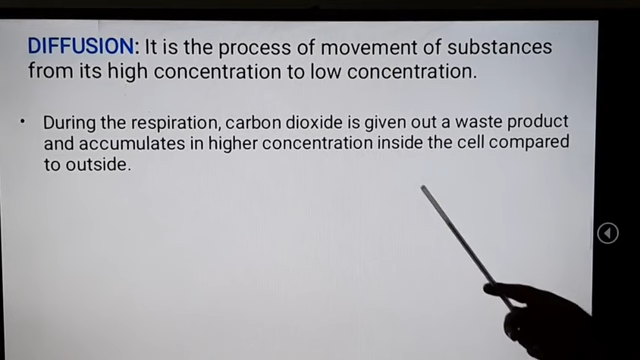 DIFFUSION: It is the process of movement of substances
from its high concentration to low concentration.
• During the respiration, carbon dioxide is given out a waste product
and accumulates in higher concentration inside the cell compared
to outside.